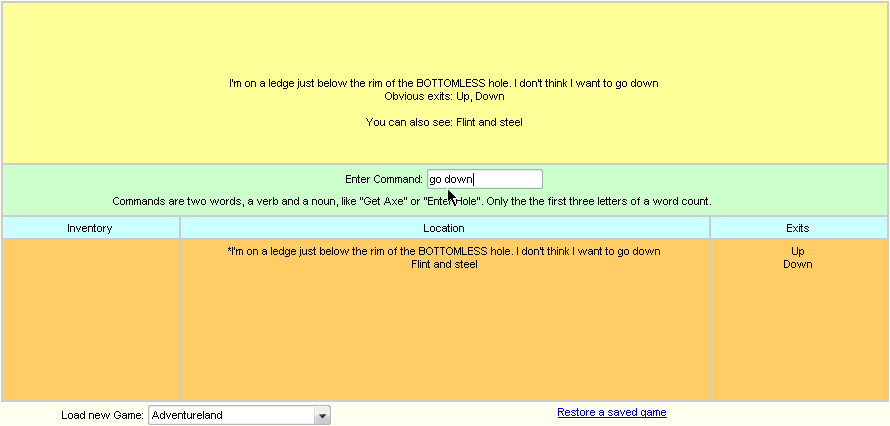 I'm on a ledge just below the rim of the BOTTOMLESS hole. I don't think I want to go down
Obvious exits: Up, Down
You can also see: Flint and steel
Enter Command: go down
Commands are two words, a verb and a noun, like "Get Axe" or "Enter Hole". Only the the first three letters of a word count.
Inventory Location Exits
*I'm on a ledge just below the rim of the BOTTOMLESS hole. I don't think I want to go down Up
Flint and steel Down
Load new Game: Adventureland Restore a saved game